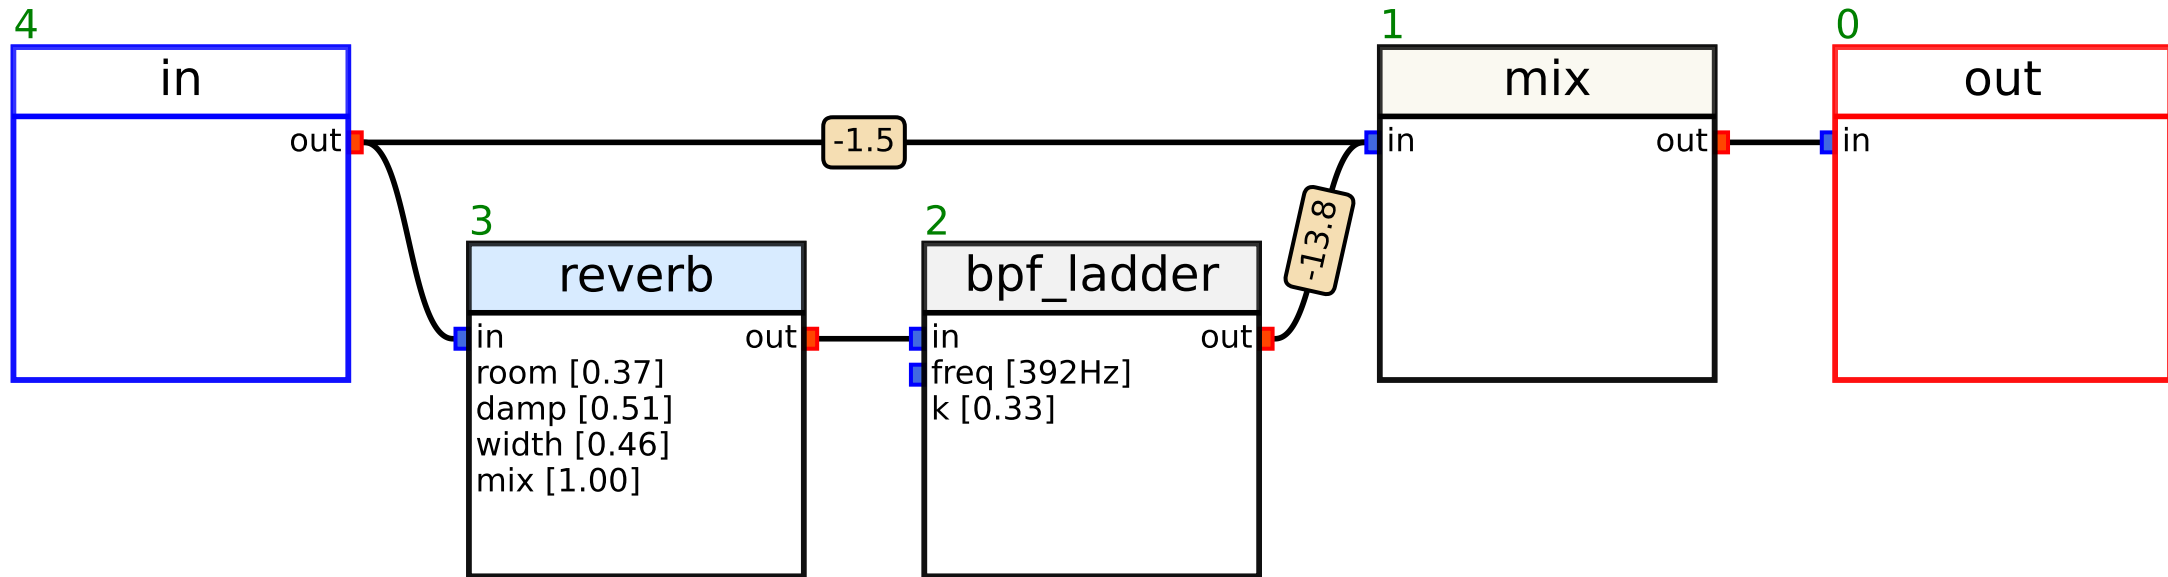 4
in
out
-1.5
3
reverb
in
out
room [0.37]
damp [0.51]
width [0.46]
mix [1.00]
2
bpf_ladder
in
out
freq [392Hz]
k [0.33]
-13.8
1
mix
in
out
0
out
in